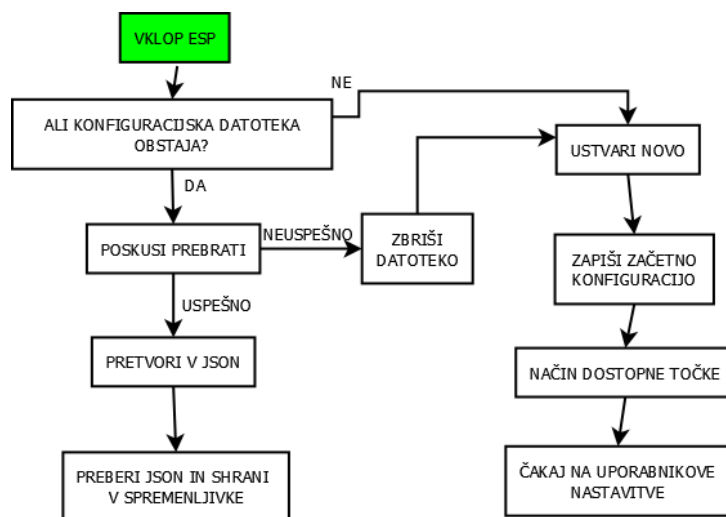 VKLOP ESP
NE
ALI KONFIGURACIJSKA DATOTEKA
OBSTAJA?
USTVARI NOVO
DA
POSKUSI PREBRATI
NEUSPEŠNO
ZBRIŠI
DATOTEKO
ZAPIŠI ZAČETNO
KONFIGURACIJO
USPEŠNO
PRETVORI V JSON
NAČIN DOSTOPNE TOČKE
PREBERI JSON IN SHRANI
V SPREMENLJIVKE
ČAKAJ NA UPORABNIKOVE
NASTAVITVE